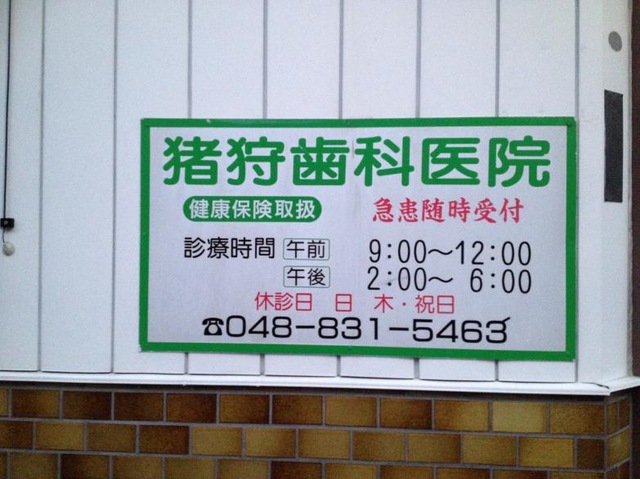 猪狩歯科医院
健康保険取扱 急患随時受付
診療時間 午前 9:00〜12:00
午後 2:00〜 6:00
休診日 日 木・祝日
☎048-831-5463